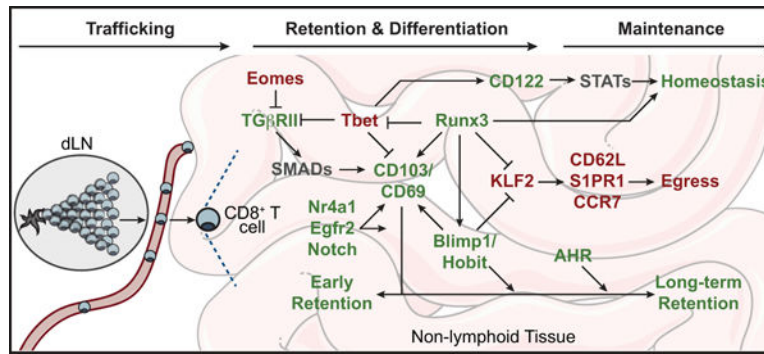 Trafficking
Retention & Differentiation
Maintenance
Eomes
CD122
STATs
Homeostasis
TGβRII
Tbet
Runx3
dLN
SMADs
CD103/
CD69
KLF2
CD62L
S1PR1
CCR7
Egress
CD8+ T
cell
Nr4a1
Egfr2
Notch
Blimp1/
Hobit
AHR
Early
Retention
Long-term
Retention
Non-lymphoid Tissue